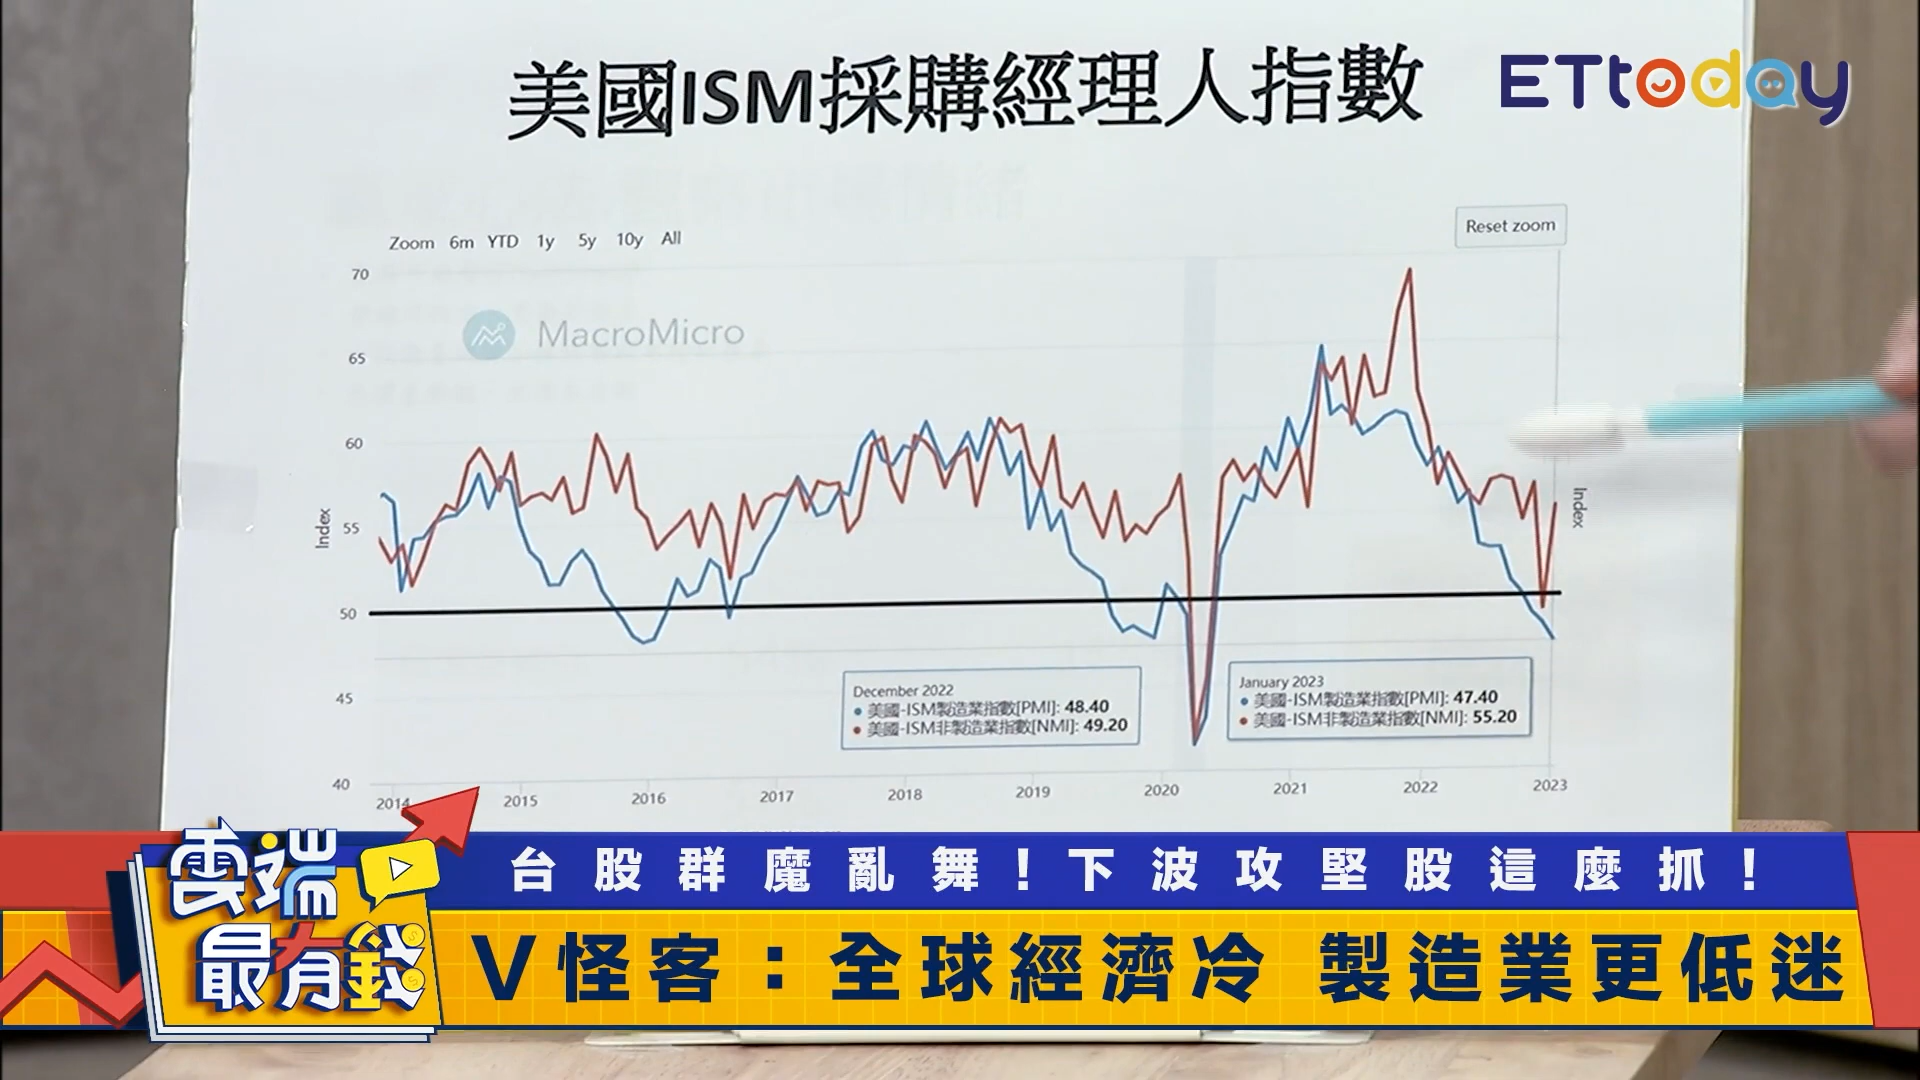 美國ISM採購經理人指數
ETtoday
Zoom 6m YTD 1y 5y 10y All
Reset zoom
MacroMicro
70
65
60
55
50
45
40
Index
Index
December 2022
美國-ISM製造業指數[PMI]: 48.40
美國-ISM非製造業指數[NMI]: 49.20
January 2023
美國-ISM製造業指數[PMI]: 47.40
美國-ISM非製造業指數[NMI]: 55.20
2014 2015 2016 2017 2018 2019 2020 2021 2022 2023
雲端
最有錢
台股群魔亂舞!下波攻堅股這麼抓!
V怪客:全球經濟冷 製造業更低迷